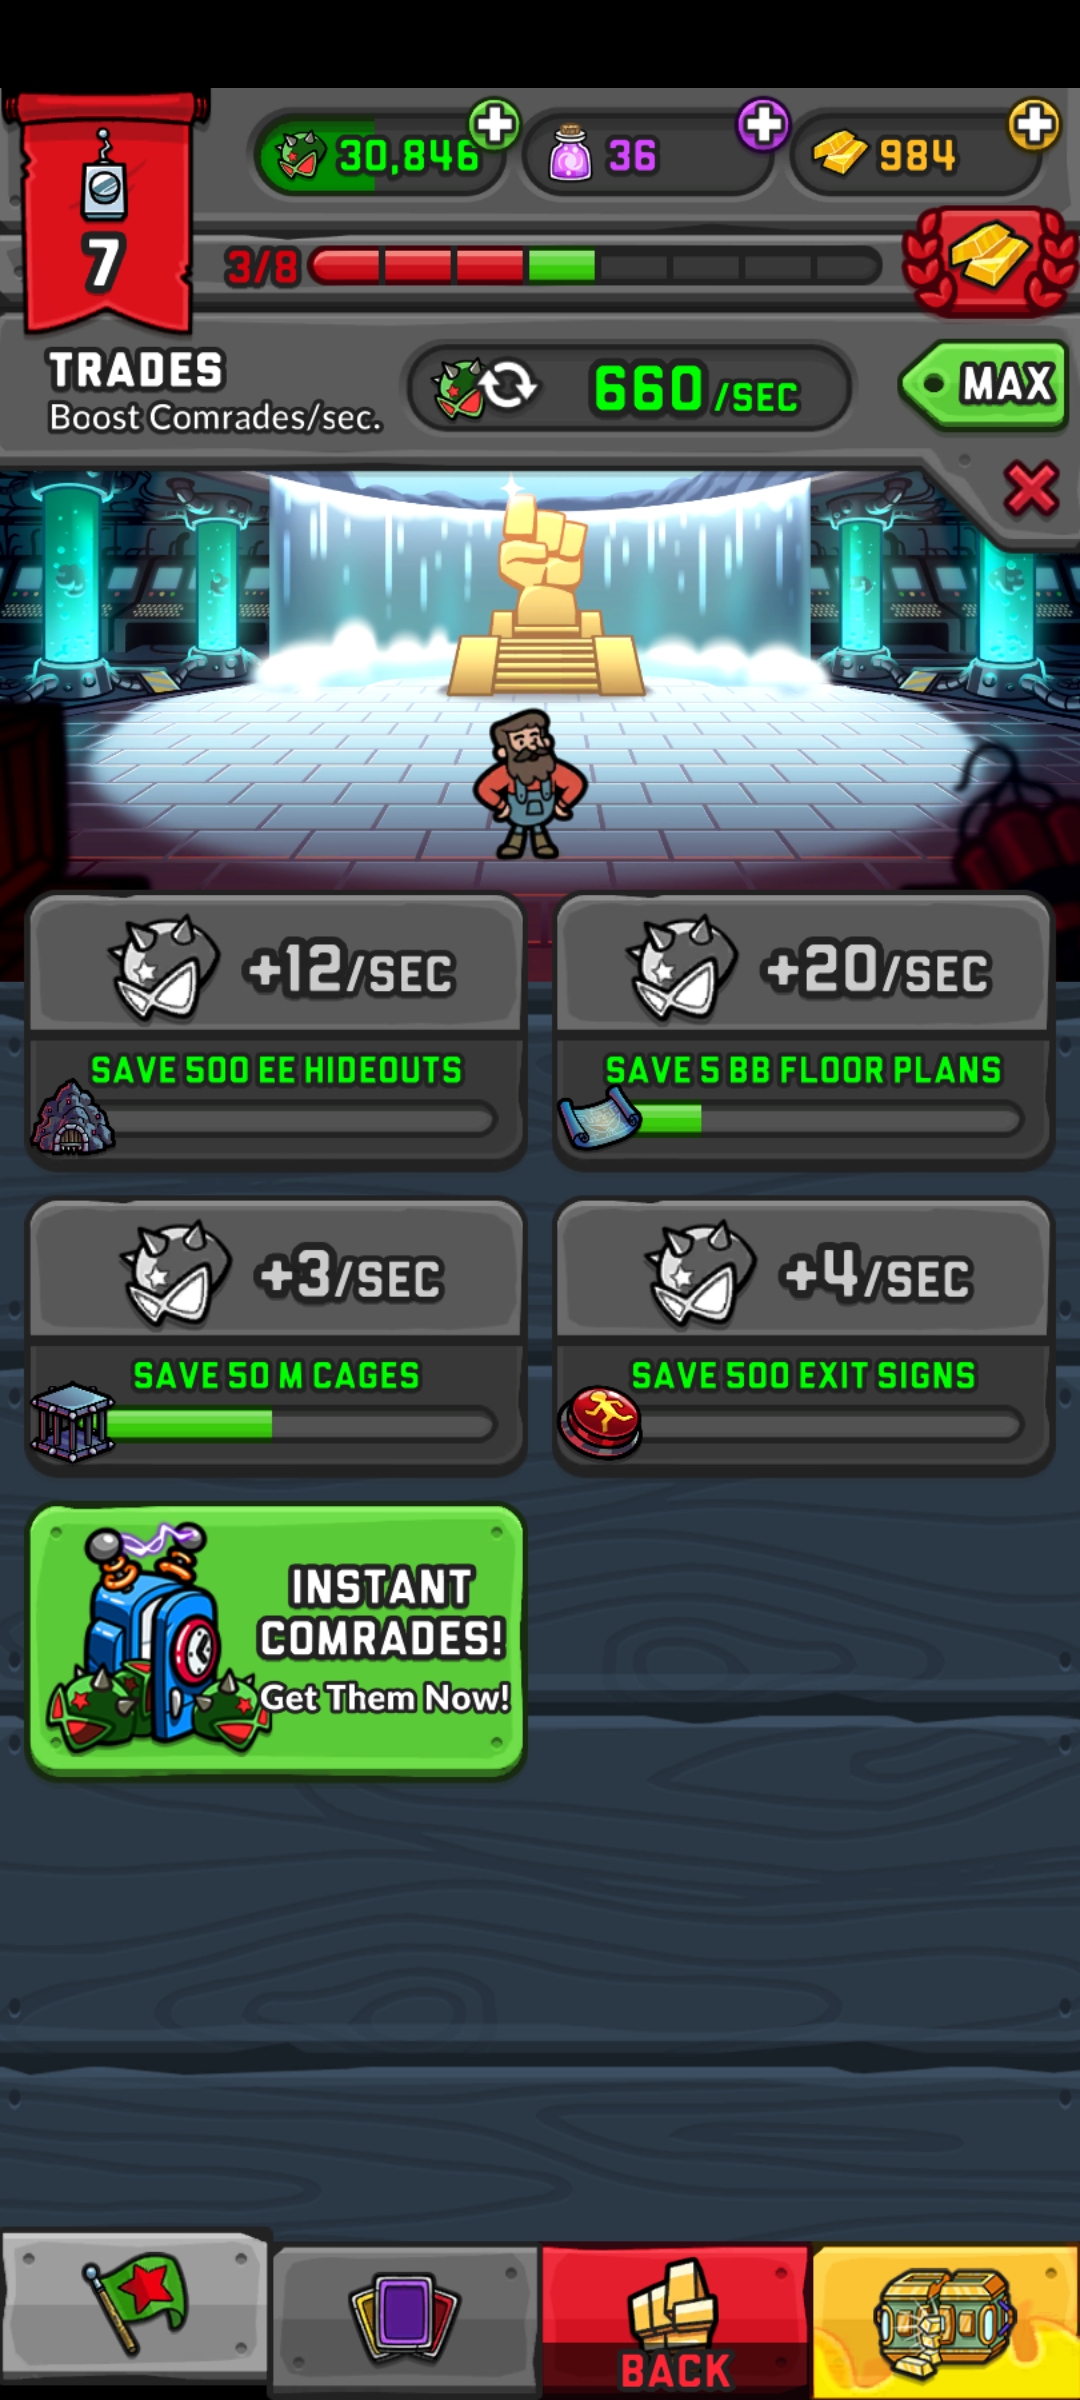 30,846
36
984
7
3/8
TRADES
Boost Comrades/sec.
660/SEC
MAX
+12/SEC
SAVE 500 EE HIDEOUTS
+20/SEC
SAVE 5 BB FLOOR PLANS
+3/SEC
SAVE 50 M CAGES
+4/SEC
SAVE 500 EXIT SIGNS
INSTANT
COMRADES!
Get Them Now!
BACK